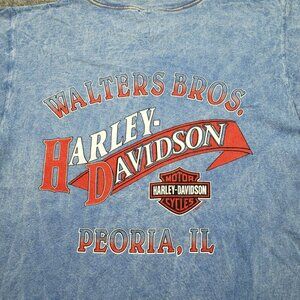 WALTERS BROS.
HARLEY-
DAVIDSON
MOTOR
HARLEY-DAVIDSON
CYCLES
PEORIA, IL